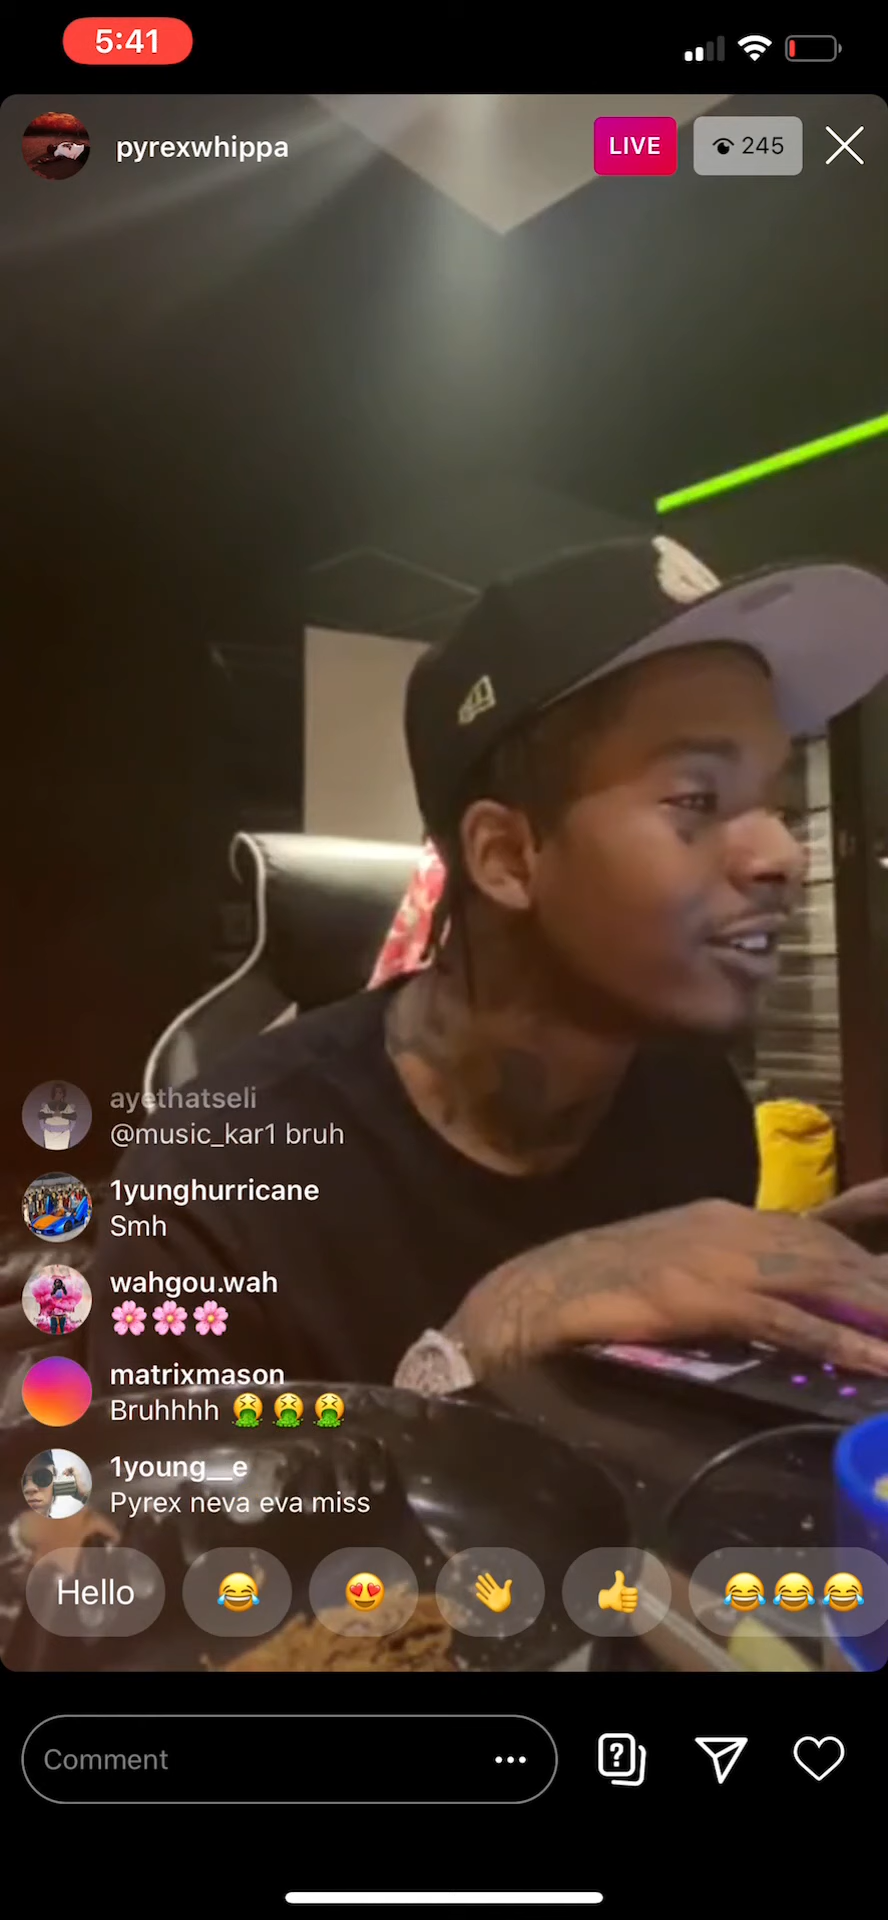 5:41
pyrexwhippa
LIVE
245
ayethatseli
@music_kar1 bruh
1yunghurricane
Smh
wahgou.wah
🌸🌸🌸
matrixmason
Bruhhhh 🤮🤮🤮
1young__e
Pyrex neva eva miss
Hello
😂
😍
👋
👍
😂😂😂
Comment